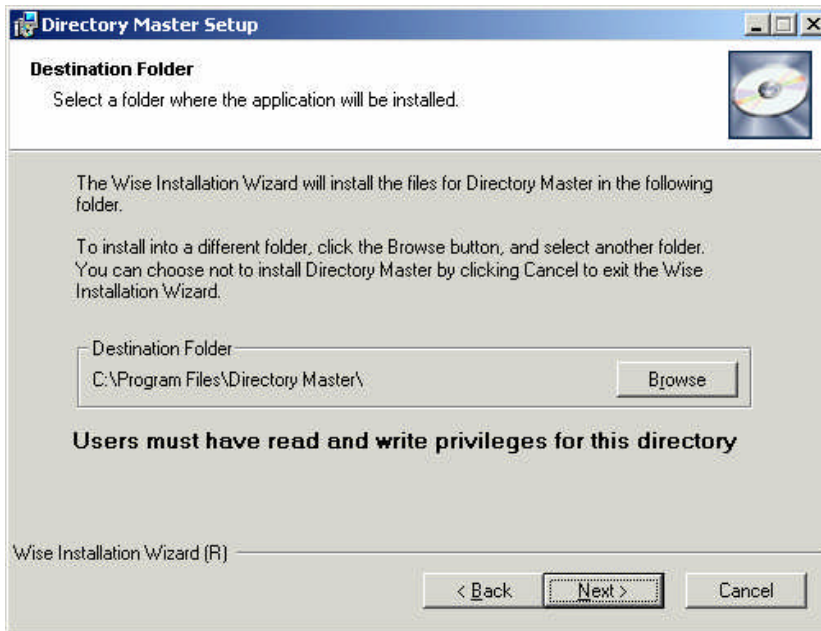 Directory Master Setup
Destination Folder
Select a folder where the application will be installed.
The Wise Installation Wizard will install the files for Directory Master in the following
folder.
To install into a different folder, click the Browse button, and select another folder.
You can choose not to install Directory Master by clicking Cancel to exit the Wise
Installation Wizard.
Destination Folder
C:\Program Files\Directory Master\
Browse
Users must have read and write privileges for this directory
Wise Installation Wizard (R)
< Back
Next >
Cancel